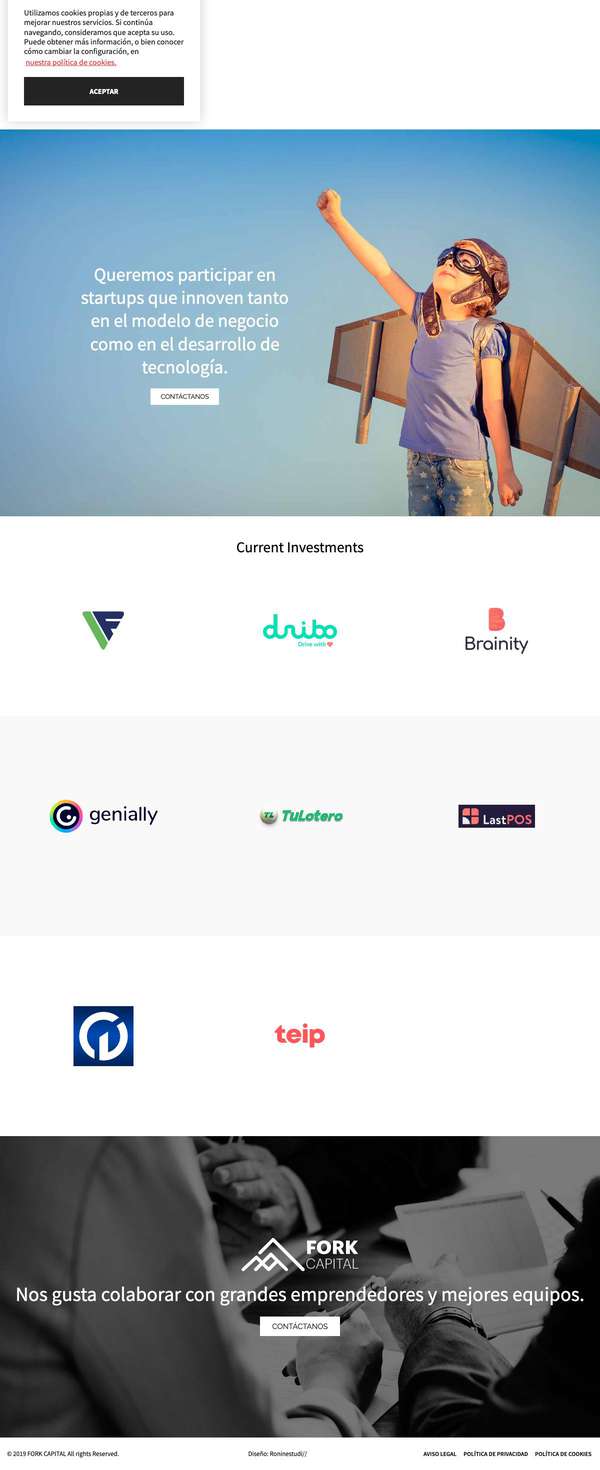 Utilizamos cookies propias y de terceros para
mejorar nuestros servicios. Si continúa
navegando, consideramos que acepta su uso.
Puede obtener más información, o bien conocer
cómo cambiar la configuración, en
nuestra política de cookies.
ACEPTAR
Queremos participar en
startups que innoven tanto
en el modelo de negocio
como en el desarrollo de
tecnología.
CONTÁCTANOS
Current Investments
dribo
Drive with
Brainity
genially
TL TuLotero
LastPOS
teip
FORK
CAPITAL
Nos gusta colaborar con grandes emprendedores y mejores equipos.
CONTÁCTANOS
© 2019 FORK CAPITAL All rights Reserved.
Diseño: Roninestudi//
AVISO LEGAL POLÍTICA DE PRIVACIDAD POLÍTICA DE COOKIES